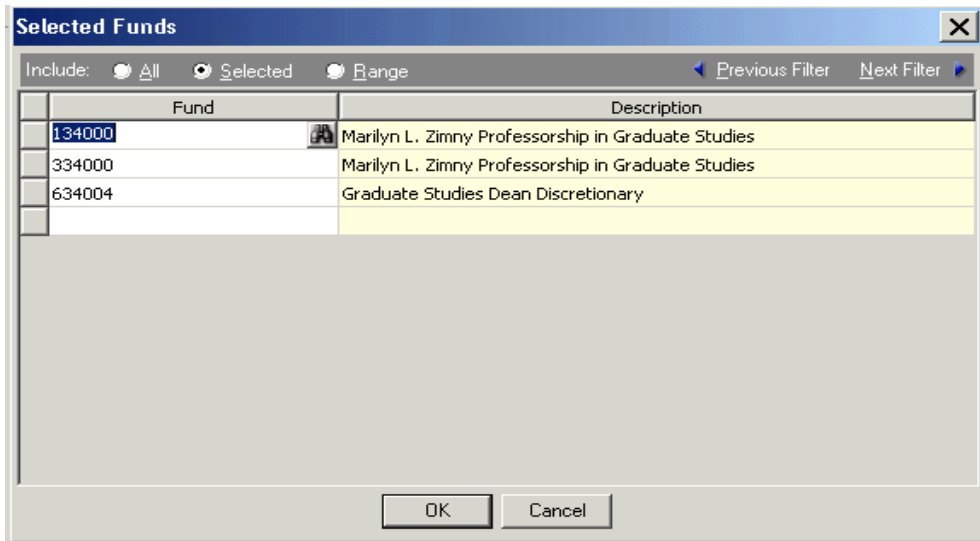 Selected Funds
Include: All Selected Range Previous Filter Next Filter
Fund Description
134000 Marilyn L. Zimny Professorship in Graduate Studies
334000 Marilyn L. Zimny Professorship in Graduate Studies
634004 Graduate Studies Dean Discretionary
OK Cancel